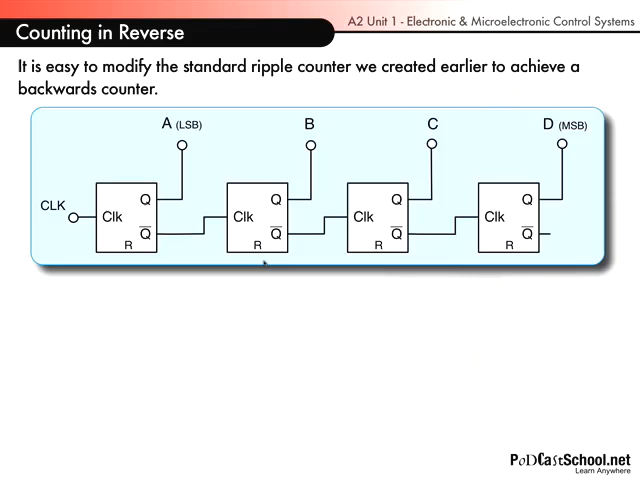 A2 Unit 1 - Electronic & Microelectronic Control Systems
Counting in Reverse
It is easy to modify the standard ripple counter we created earlier to achieve a
backwards counter.
A (LSB) B C D (MSB)
CLK
Q Q Q Q
Clk Clk Clk Clk
Q̅ Q̅ Q̅ Q̅
R R R R
PoDCastSchool.net
Learn Anywhere